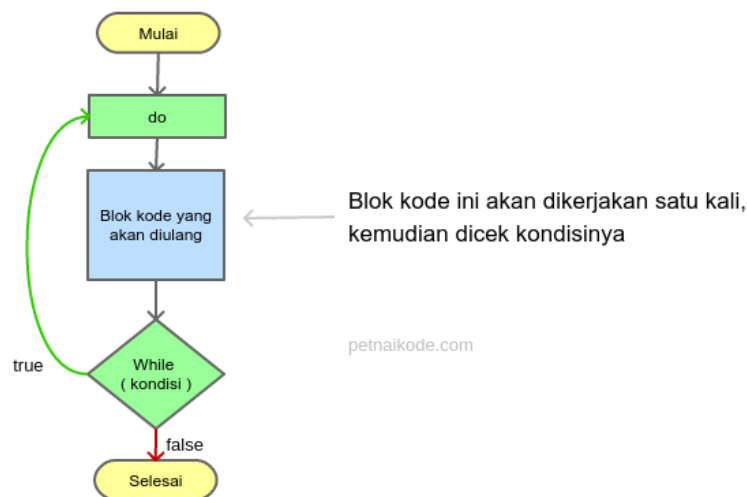 Mulai
do
Blok kode yang
akan diulang
Blok kode ini akan dikerjakan satu kali,
kemudian dicek kondisinya
petnaikode.com
true
While
( kondisi )
false
Selesai